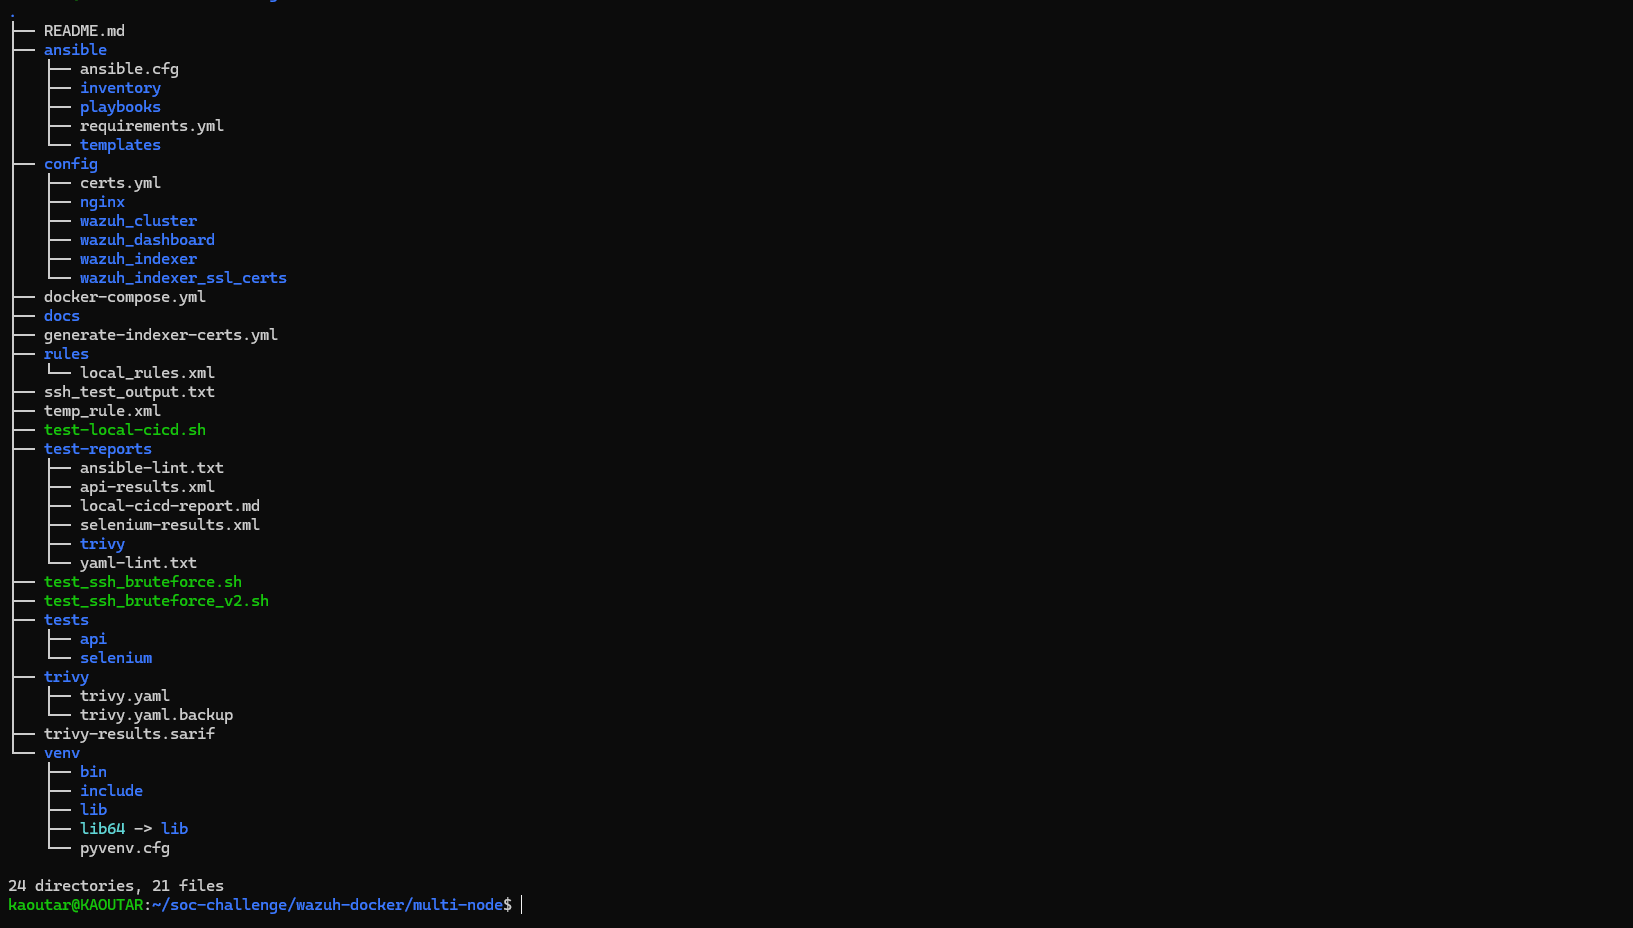 .
├── README.md
├── ansible
│   ├── ansible.cfg
│   ├── inventory
│   ├── playbooks
│   ├── requirements.yml
│   └── templates
├── config
│   ├── certs.yml
│   ├── nginx
│   ├── wazuh_cluster
│   ├── wazuh_dashboard
│   ├── wazuh_indexer
│   └── wazuh_indexer_ssl_certs
├── docker-compose.yml
├── docs
├── generate-indexer-certs.yml
├── rules
│   └── local_rules.xml
├── ssh_test_output.txt
├── temp_rule.xml
├── test-local-cicd.sh
├── test-reports
│   ├── ansible-lint.txt
│   ├── api-results.xml
│   ├── local-cicd-report.md
│   ├── selenium-results.xml
│   ├── trivy
│   └── yaml-lint.txt
├── test_ssh_bruteforce.sh
├── test_ssh_bruteforce_v2.sh
├── tests
│   ├── api
│   └── selenium
├── trivy
│   ├── trivy.yaml
│   └── trivy.yaml.backup
├── trivy-results.sarif
└── venv
    ├── bin
    ├── include
    ├── lib
    ├── lib64 -> lib
    └── pyvenv.cfg

24 directories, 21 files
kaoutar@KAOUTAR:~/soc-challenge/wazuh-docker/multi-node$